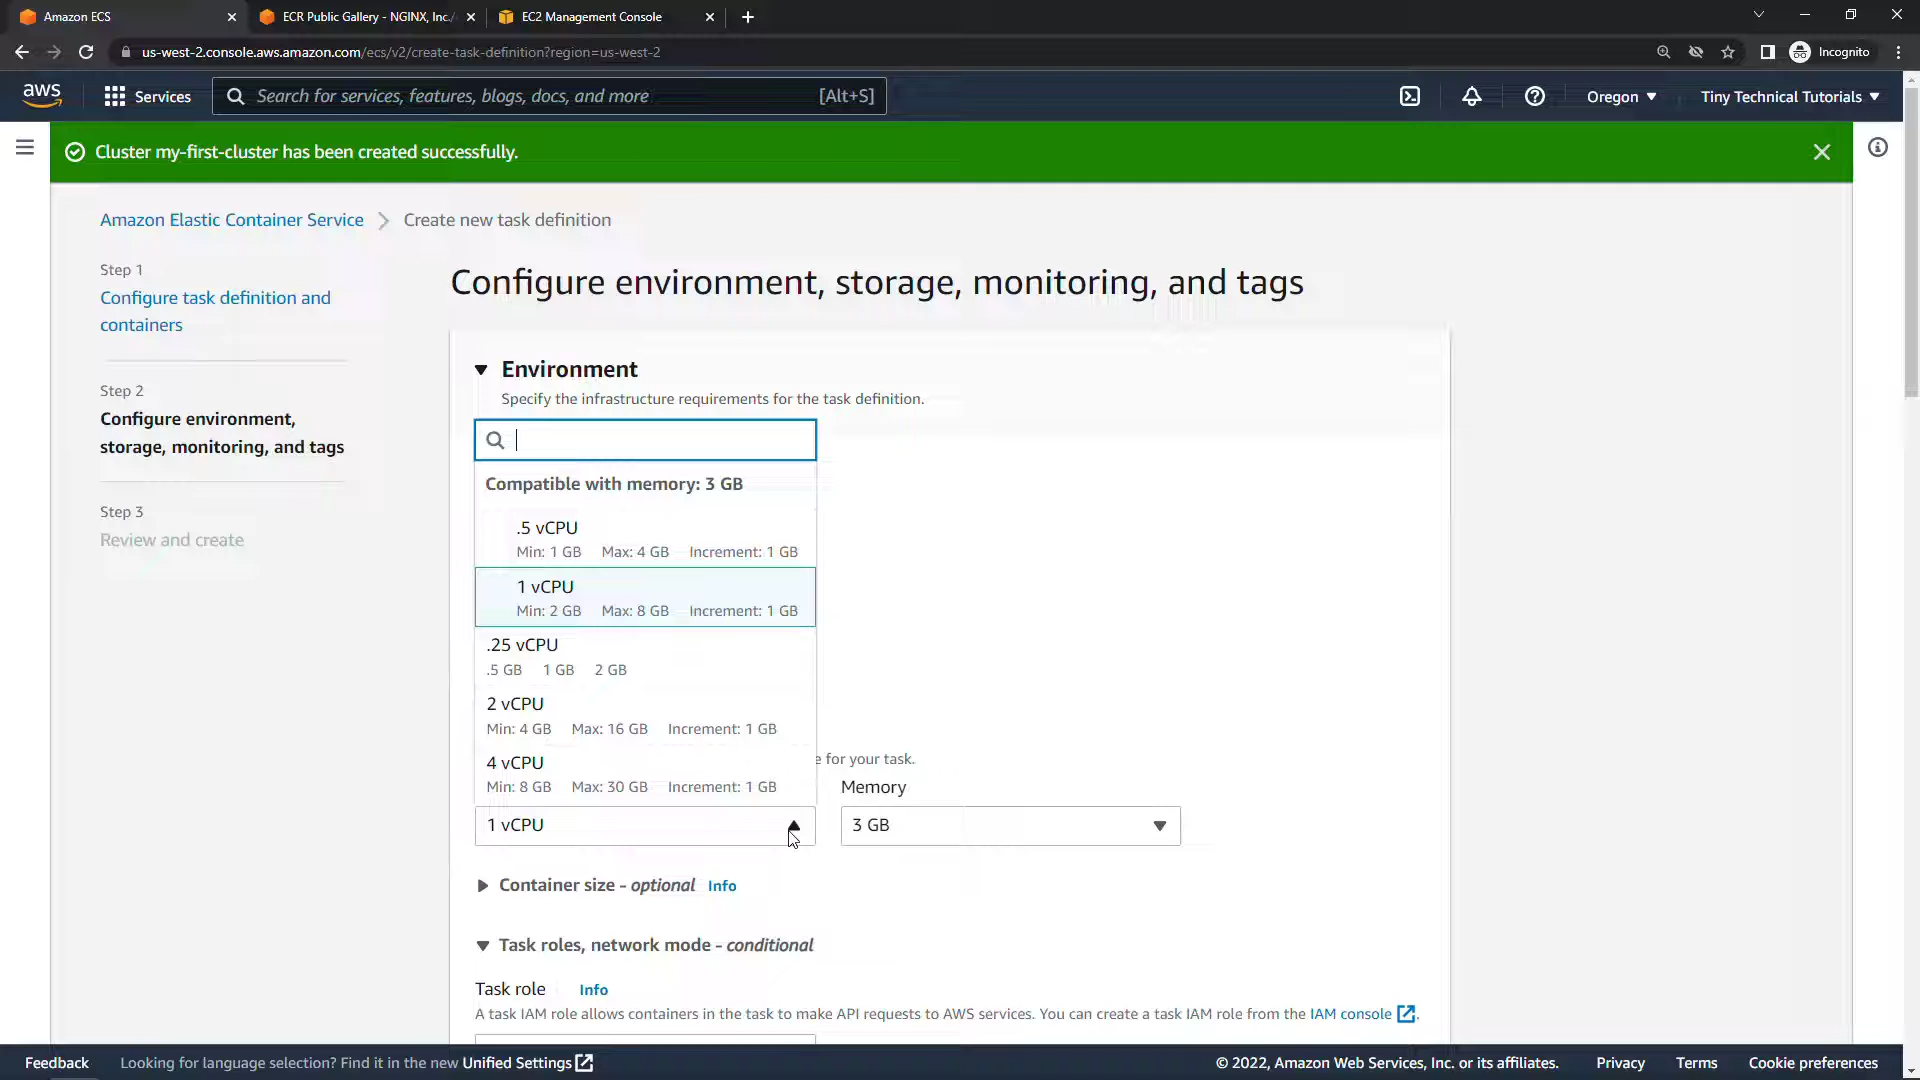 Amazon ECS
ECR Public Gallery - NGINX, Inc./
EC2 Management Console
us-west-2.console.aws.amazon.com/ecs/v2/create-task-definition?region=us-west-2
Incognito
aws
Services
Search for services, features, blogs, docs, and more
[Alt+S]
Oregon
Tiny Technical Tutorials
Cluster my-first-cluster has been created successfully.
Amazon Elastic Container Service
Create new task definition
Step 1
Configure task definition and
containers
Step 2
Configure environment,
storage, monitoring, and tags
Step 3
Review and create
Configure environment, storage, monitoring, and tags
Environment
Specify the infrastructure requirements for the task definition.
Compatible with memory: 3 GB
.5 vCPU
Min: 1 GB Max: 4 GB Increment: 1 GB
1 vCPU
Min: 2 GB Max: 8 GB Increment: 1 GB
.25 vCPU
.5 GB 1 GB 2 GB
2 vCPU
Min: 4 GB Max: 16 GB Increment: 1 GB
4 vCPU
Min: 8 GB Max: 30 GB Increment: 1 GB
e for your task.
Memory
1 vCPU
3 GB
Container size - optional Info
Task roles, network mode - conditional
Task role Info
A task IAM role allows containers in the task to make API requests to AWS services. You can create a task IAM role from the IAM console.
Feedback
Looking for language selection? Find it in the new Unified Settings
© 2022, Amazon Web Services, Inc. or its affiliates.
Privacy
Terms
Cookie preferences